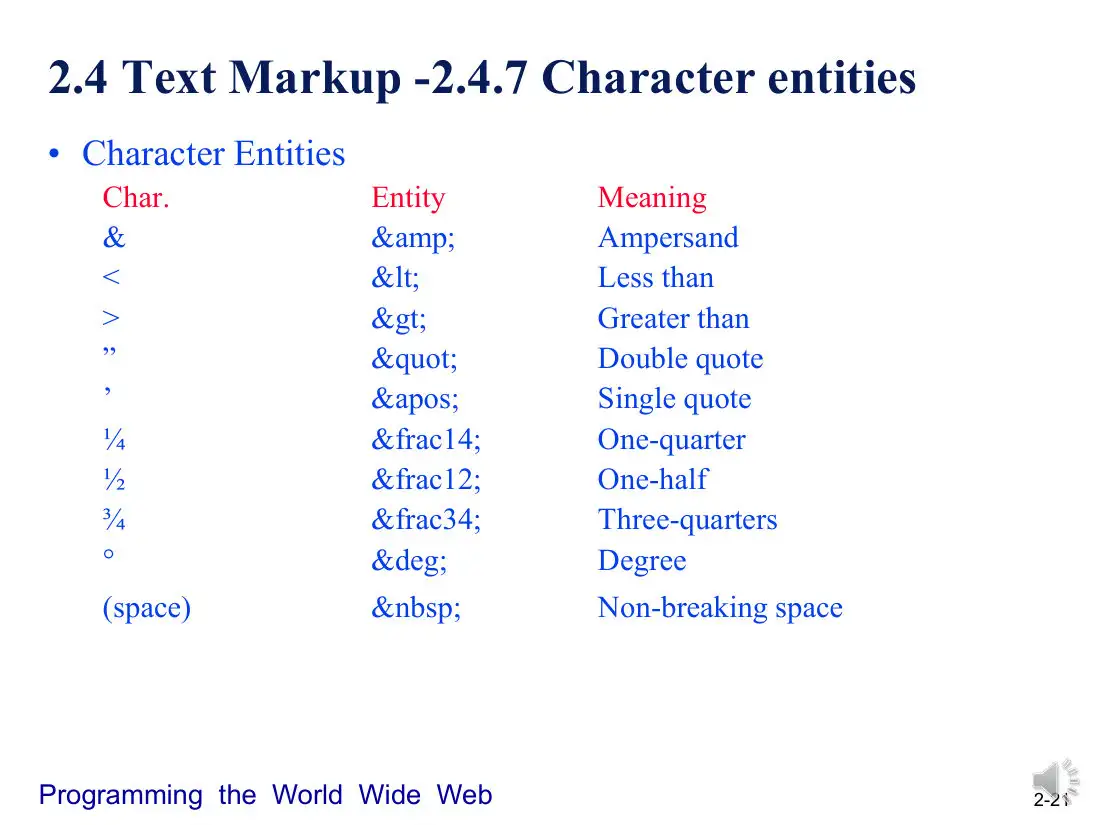 2.4 Text Markup -2.4.7 Character entities
• Character Entities
Char. Entity Meaning
& &amp; Ampersand
< &lt; Less than
> &gt; Greater than
” &quot; Double quote
’ &apos; Single quote
¼ &frac14; One-quarter
½ &frac12; One-half
¾ &frac34; Three-quarters
° &deg; Degree
(space) &nbsp; Non-breaking space
Programming the World Wide Web
2-21